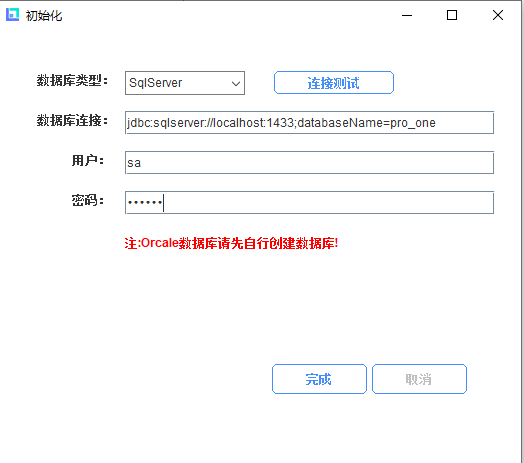 初始化
数据库类型： SqlServer 连接测试
数据库连接： jdbc:sqlserver://localhost:1433;databaseName=pro_one
用户： sa
密码： ••••••
注:Orcale数据库请先自行创建数据库!
完成 取消